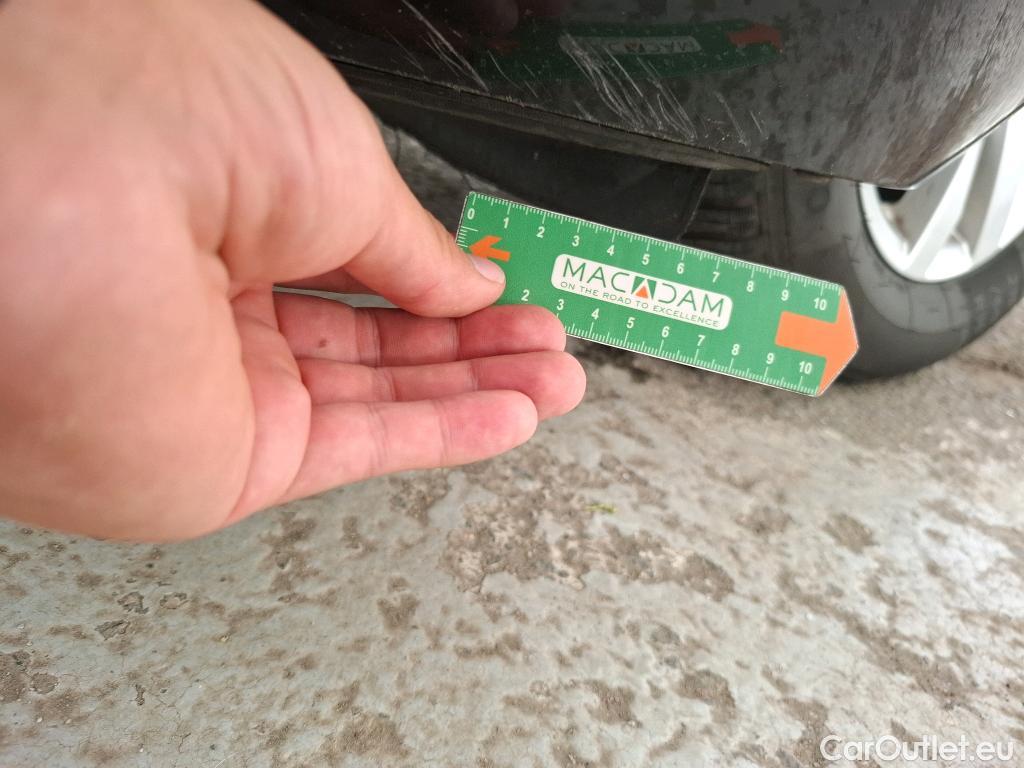 MACADAM
0 1 2 3 4 5 6 7 8 9 10
MACADAM
ON THE ROAD TO EXCELLENCE
2 3 4 5 6 7 8 9 10
CarOutlet.eu